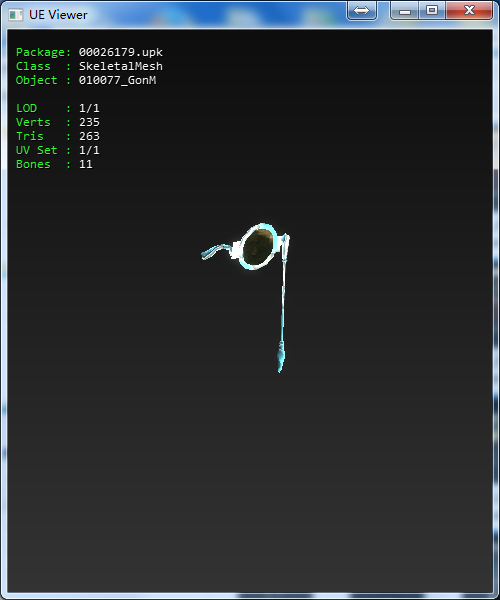 UE Viewer
Package: 00026179.upk
Class : SkeletalMesh
Object : 010077_GonM
LOD : 1/1
Verts : 235
Tris : 263
UV Set : 1/1
Bones : 11